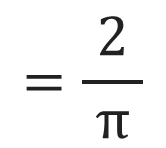 = 2/π